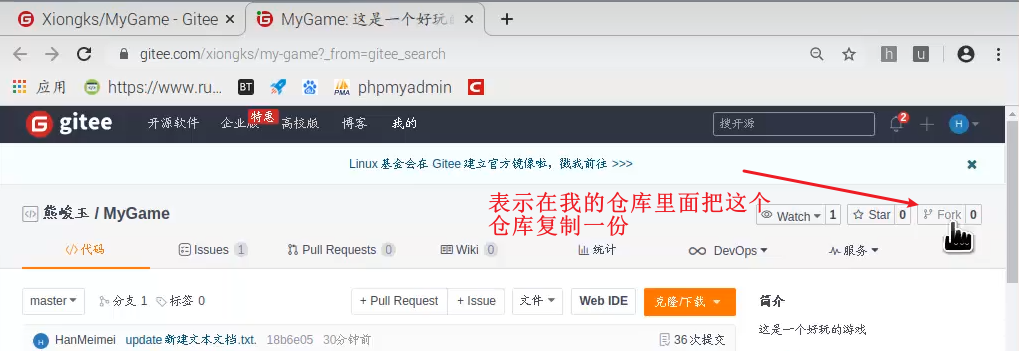 Xiongks/MyGame - Gitee
MyGame: 这是一个好玩的
gitee.com/xiongks/my-game?_from=gitee_search
h
u
应用
https://www.ru...
BT
PMA
phpmyadmin
C
G gitee
开源软件
企业版
特惠
高校版
博客
我的
搜开源
2
H
Linux 基金会在 Gitee 建立官方镜像啦，戳我前往 >>>
表示在我的仓库里面把这个
仓库复制一份
熊峻玉 / MyGame
Watch 1
Star 0
Fork 0
代码
Issues 1
Pull Requests 0
Wiki 0
统计
DevOps
服务
master
分支 1
标签 0
+ Pull Request
+ Issue
文件
Web IDE
克隆/下载
简介
H HanMeimei
update 新建文本文档.txt.
18b6e05
30分钟前
36 次提交
这是一个好玩的游戏